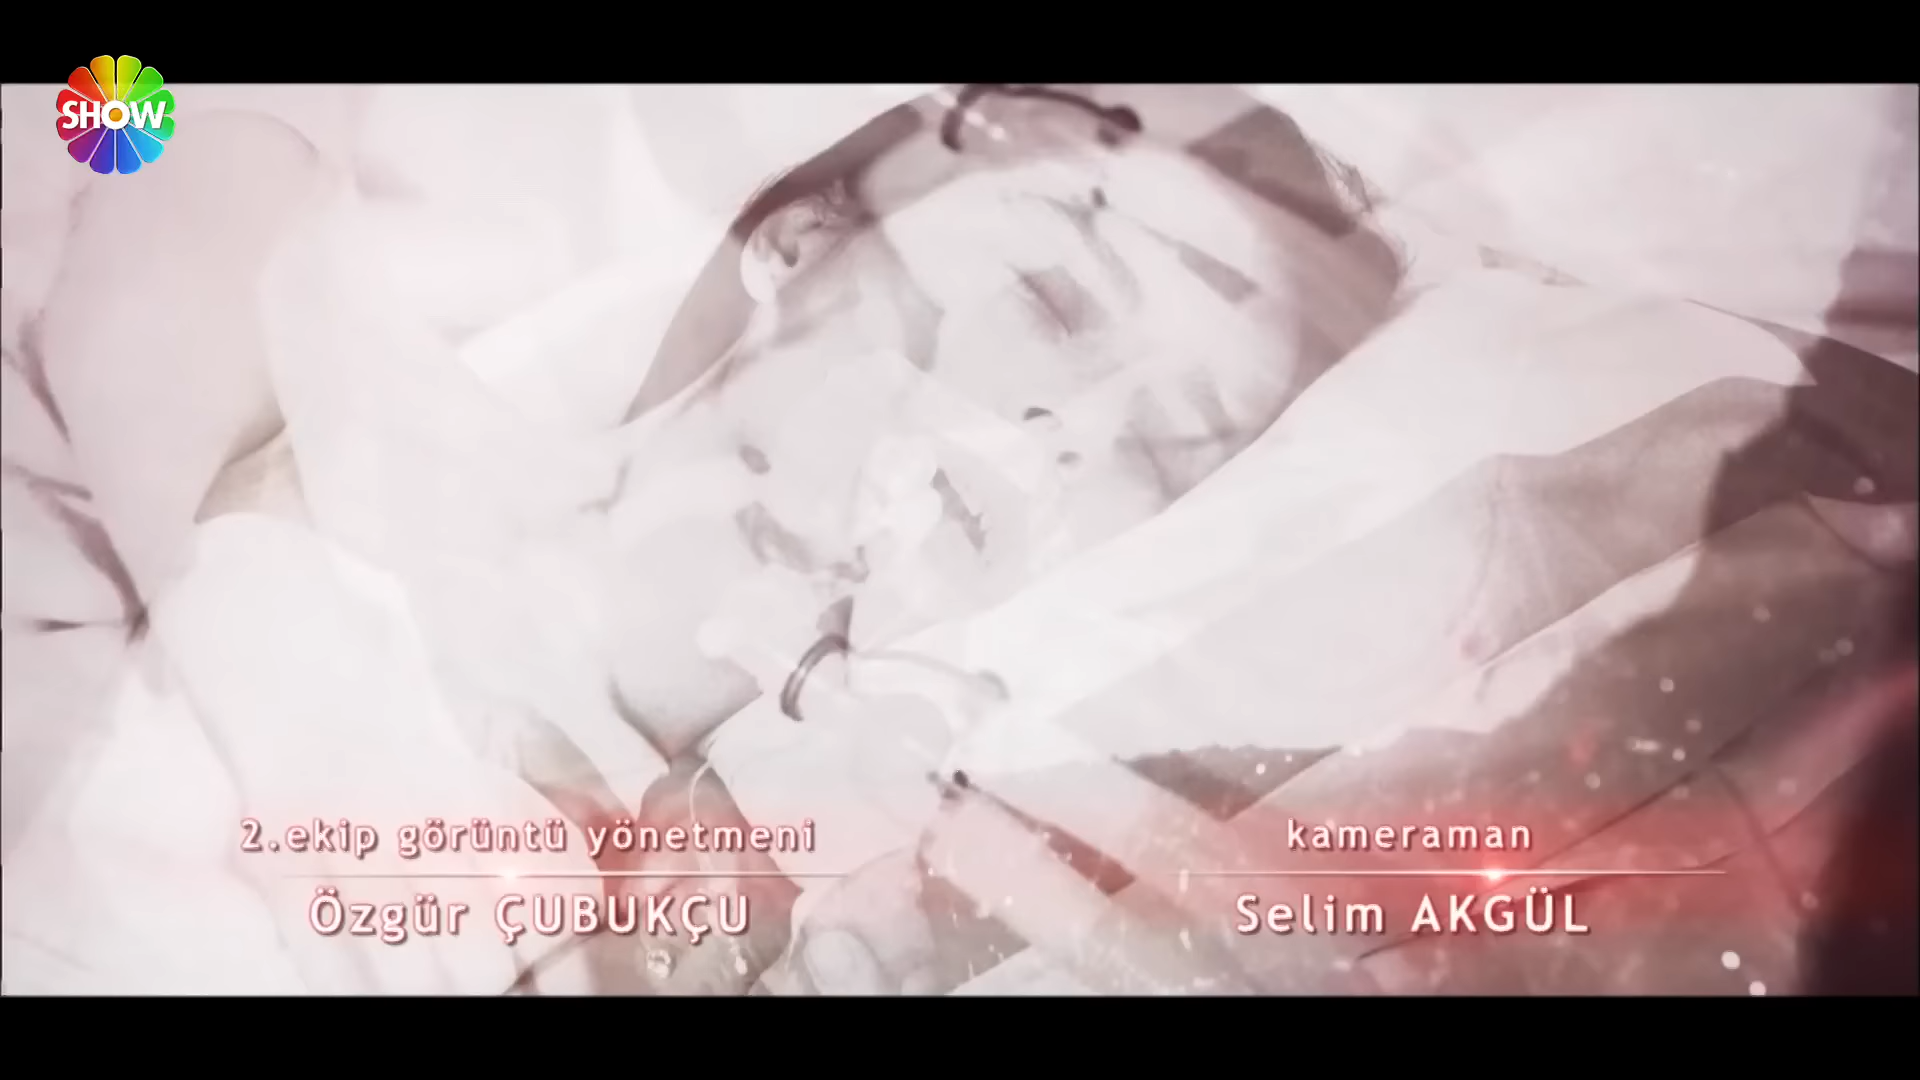 SHOW
2.ekip görüntü yönetmeni
Özgür ÇUBUKÇU
kameraman
Selim AKGÜL